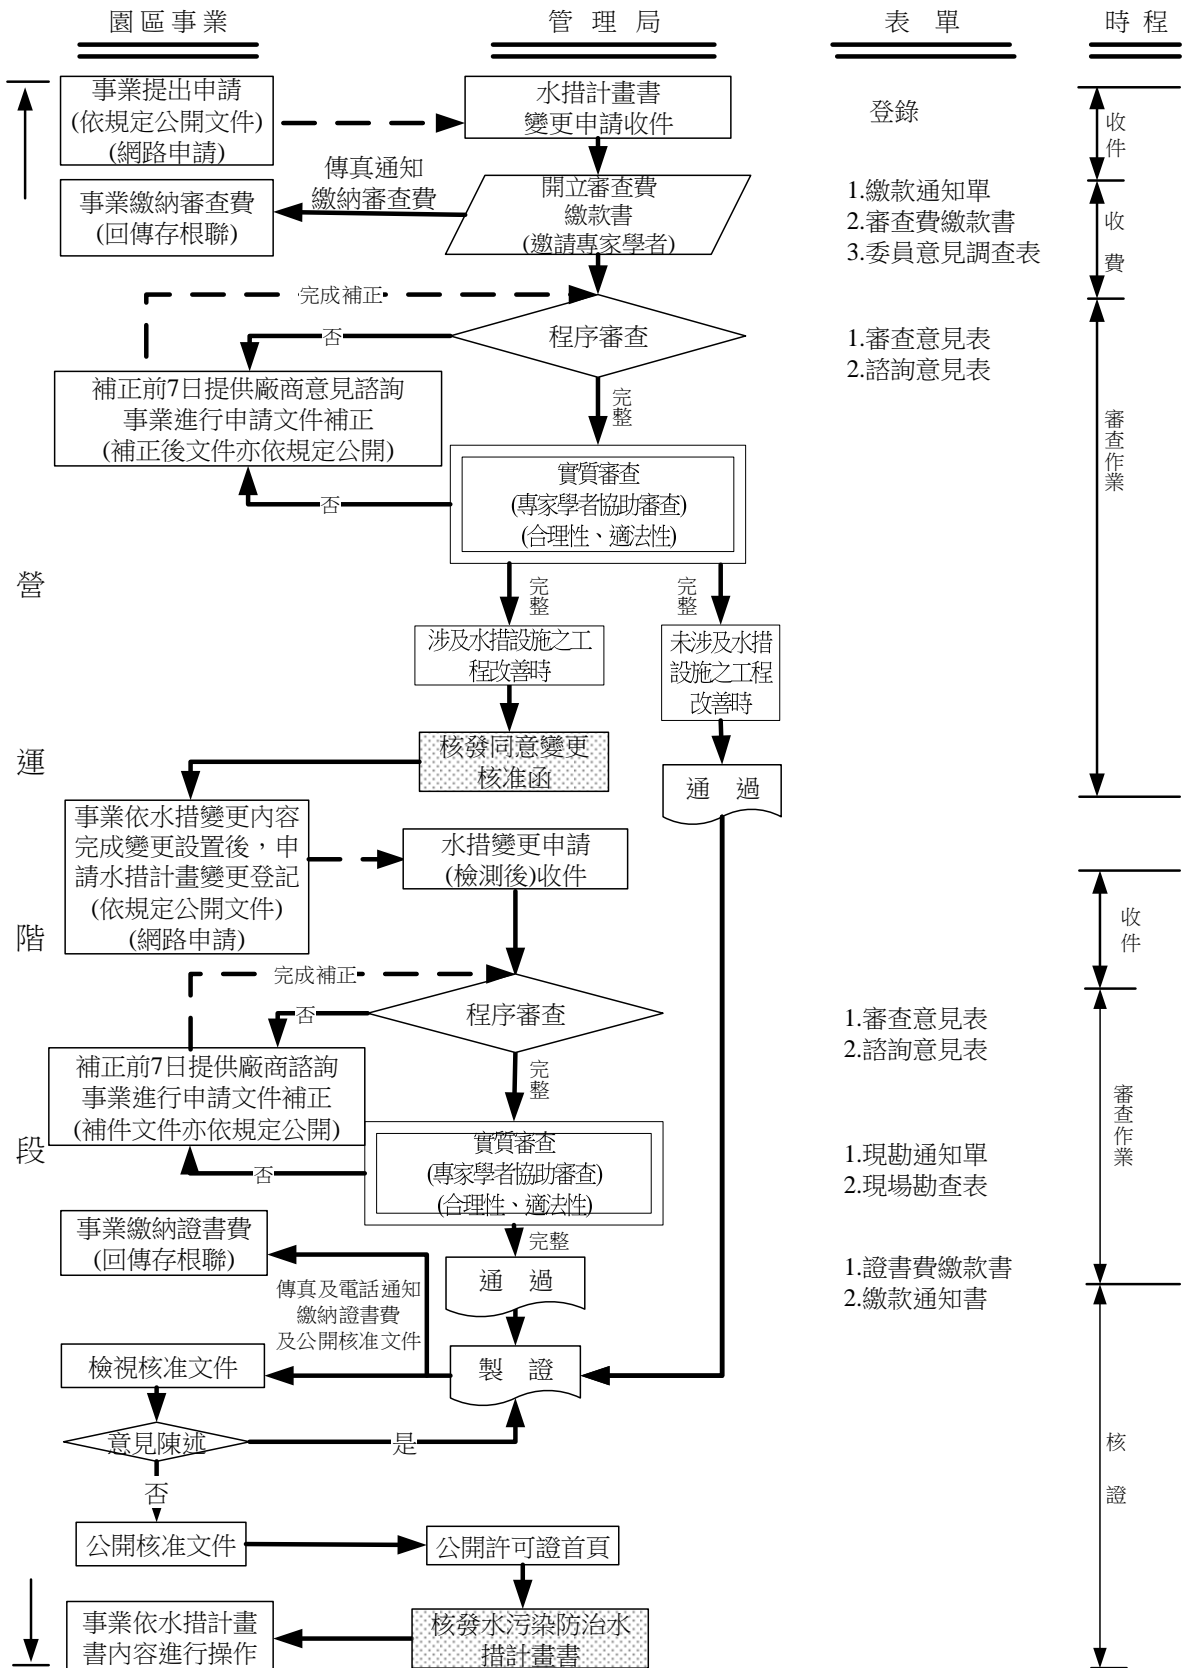 園區事業
管理局
表單
時程
事業提出申請
(依規定公開文件)
(網路申請)
水措計畫書
變更申請收件
登錄
收件
傳真通知
繳納審查費
事業繳納審查費
(回傳存根聯)
開立審查費
繳款書
(邀請專家學者)
1.繳款通知單
2.審查費繳款書
3.委員意見調查表
收費
完成補正
否
程序審查
1.審查意見表
2.諮詢意見表
補正前7日提供廠商意見諮詢
事業進行申請文件補正
(補正後文件亦依規定公開)
完整
審查作業
實質審查
(專家學者協助審查)
(合理性、適法性)
否
營運階段
完整
完整
涉及水措設施之工
程改善時
未涉及水措
設施之工程
改善時
核發同意變更
核准函
通過
事業依水措變更內容
完成變更設置後，申
請水措計畫變更登記
(依規定公開文件)
(網路申請)
水措變更申請
(檢測後)收件
收件
完成補正
否
程序審查
1.審查意見表
2.諮詢意見表
補正前7日提供廠商諮詢
事業進行申請文件補正
(補件文件亦依規定公開)
完整
審查作業
實質審查
(專家學者協助審查)
(合理性、適法性)
否
1.現勘通知單
2.現場勘查表
事業繳納證書費
(回傳存根聯)
完整
通過
傳真及電話通知
繳納證書費
及公開核准文件
1.證書費繳款書
2.繳款通知書
檢視核准文件
製證
意見陳述
是
核證
否
公開核准文件
公開許可證首頁
事業依水措計畫
書內容進行操作
核發水污染防治水
措計畫書